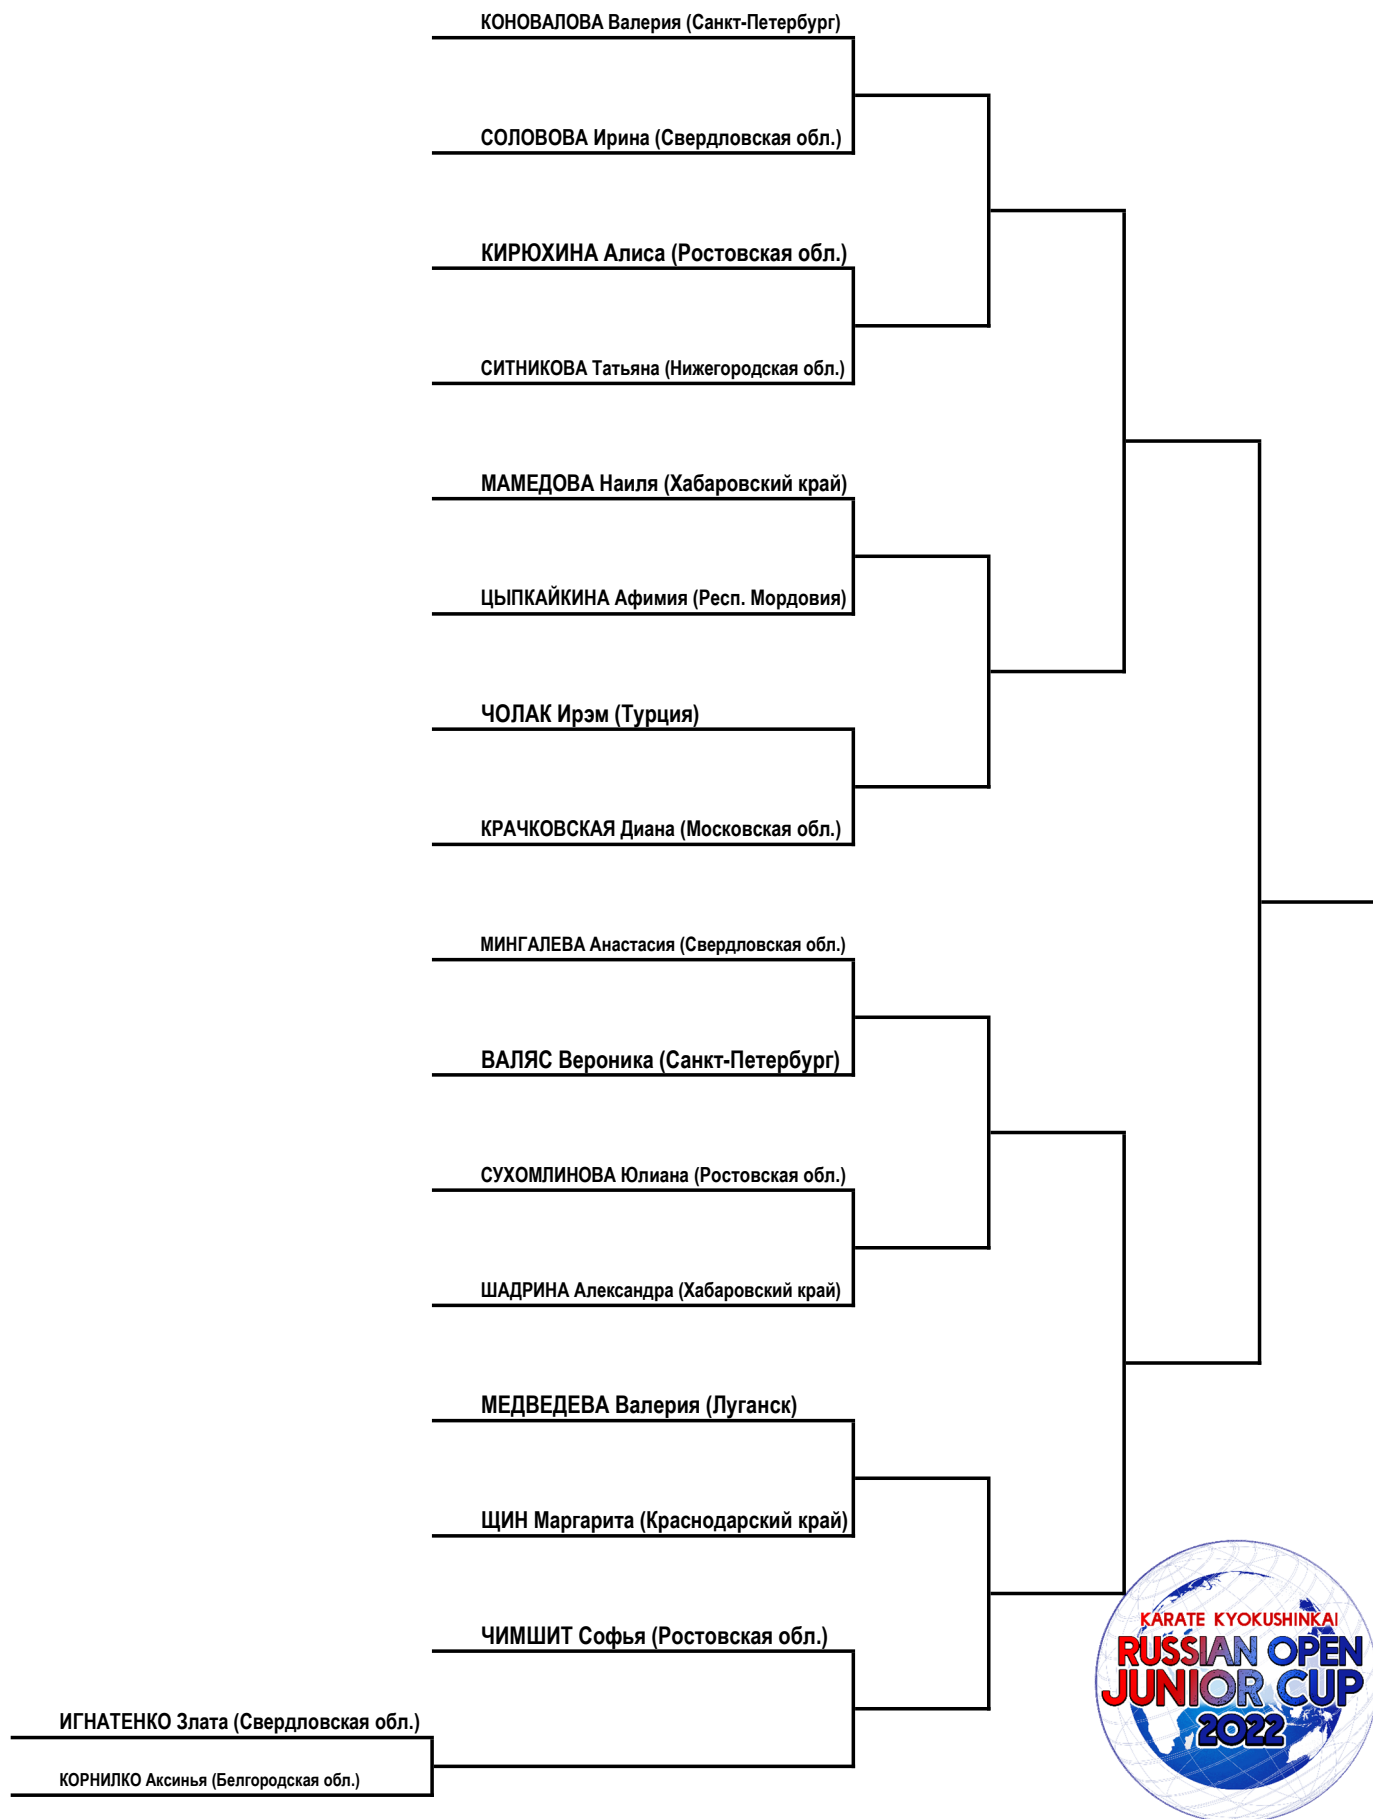 КОНОВАЛОВА Валерия (Санкт-Петербург)
СОЛОВОВА Ирина (Свердловская обл.)
КИРЮХИНА Алиса (Ростовская обл.)
СИТНИКОВА Татьяна (Нижегородская обл.)
МАМЕДОВА Наиля (Хабаровский край)
ЦЫПКАЙКИНА Афимия (Респ. Мордовия)
ЧОЛАК Ирэм (Турция)
КРАЧКОВСКАЯ Диана (Московская обл.)
МИНГАЛЕВА Анастасия (Свердловская обл.)
ВАЛЯС Вероника (Санкт-Петербург)
СУХОМЛИНОВА Юлиана (Ростовская обл.)
ШАДРИНА Александра (Хабаровский край)
МЕДВЕДЕВА Валерия (Луганск)
ЩИН Маргарита (Краснодарский край)
ЧИМШИТ Софья (Ростовская обл.)
ИГНАТЕНКО Злата (Свердловская обл.)
КОРНИЛКО Аксинья (Белгородская обл.)
KARATE KYOKUSHINKAI
RUSSIAN OPEN
JUNIOR CUP
2022